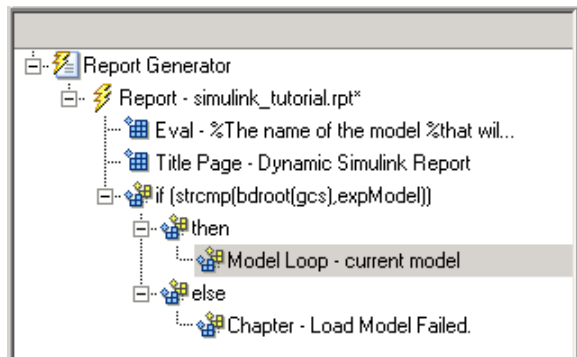 Report Generator
Report - simulink_tutorial.rpt*
Eval - %The name of the model %that wil...
Title Page - Dynamic Simulink Report
if (strcmp(bdroot(gcs),expModel))
then
Model Loop - current model
else
Chapter - Load Model Failed.